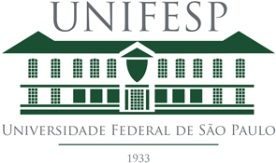 UNIFESP
UNIVERSIDADE FEDERAL DE SÃO PAULO
1933